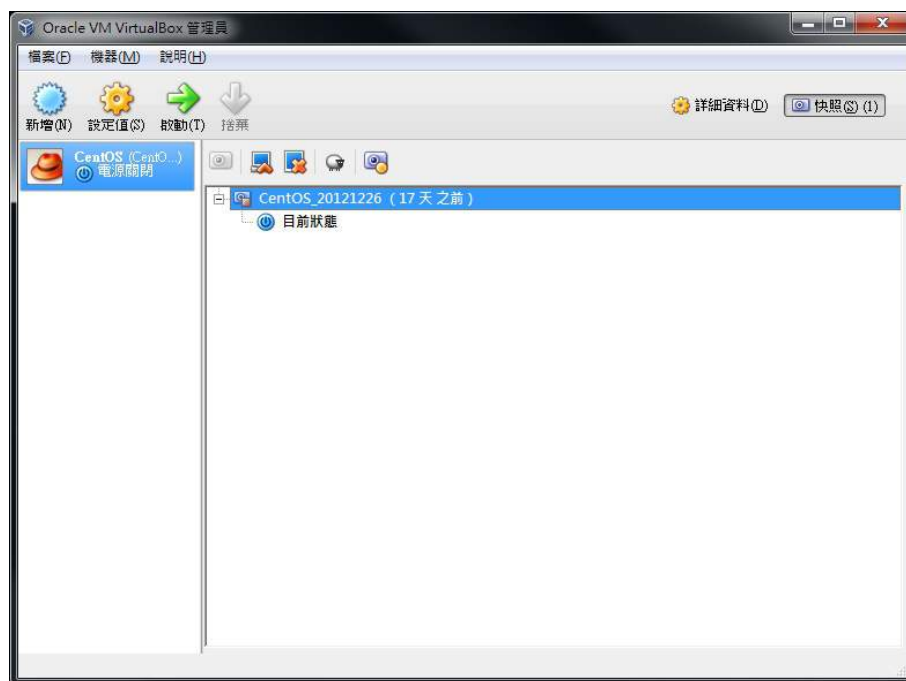 Oracle VM VirtualBox 管理員
檔案(F) 機器(M) 說明(H)
新增(N) 設定值(S) 啟動(T) 捨棄
詳細資料(D) 快照(S) (1)
CentOS (CentO...)
電源關閉
CentOS_20121226 ( 17 天 之前 )
目前狀態